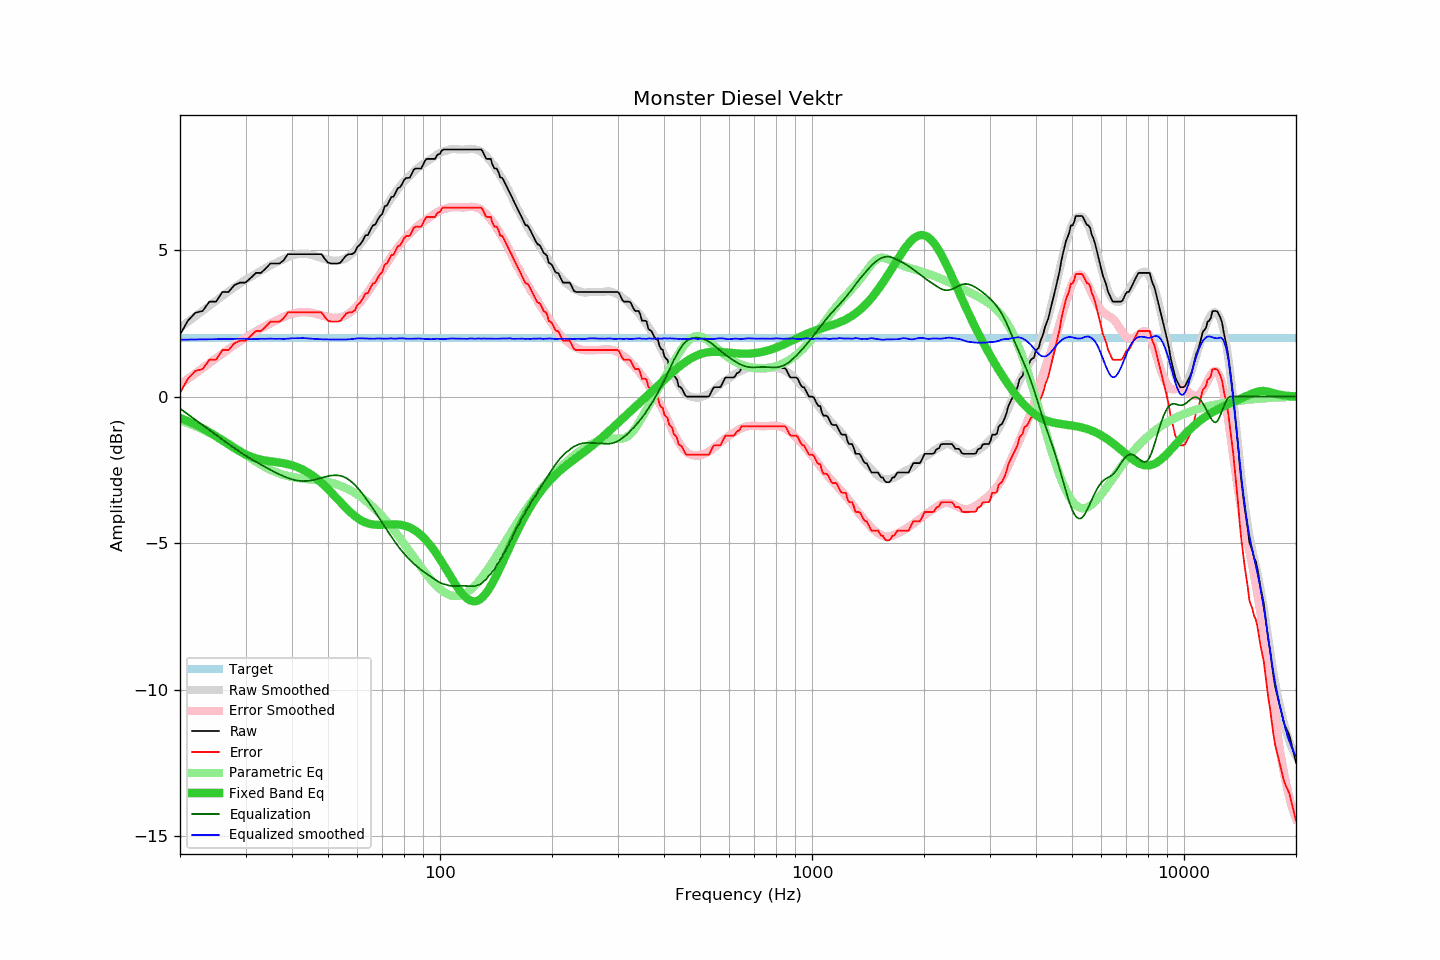 Monster Diesel Vektr
5
0
−5
−10
−15
Amplitude (dBr)
Target
Raw Smoothed
Error Smoothed
Raw
Error
Parametric Eq
Fixed Band Eq
Equalization
Equalized smoothed
100
1000
10000
Frequency (Hz)